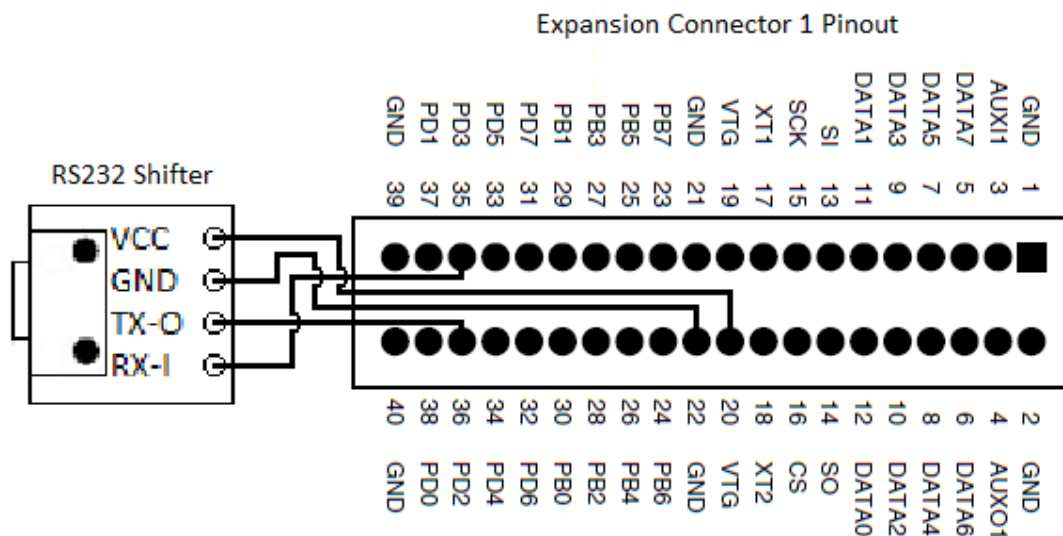 Expansion Connector 1 Pinout
GND PD1 PD3 PD5 PD7 PB1 PB3 PB5 PB7 GND VTG XT1 SCK SI DATA1 DATA3 DATA5 DATA7 AUXI1 GND
39 37 35 33 31 29 27 25 23 21 19 17 15 13 11 9 7 5 3 1
RS232 Shifter
VCC
GND
TX-O
RX-I
40 38 36 34 32 30 28 26 24 22 20 18 16 14 12 10 8 6 4 2
GND PD0 PD2 PD4 PD6 PB0 PB2 PB4 PB6 GND VTG XT2 CS SO DATA0 DATA2 DATA4 DATA6 AUXO1 GND